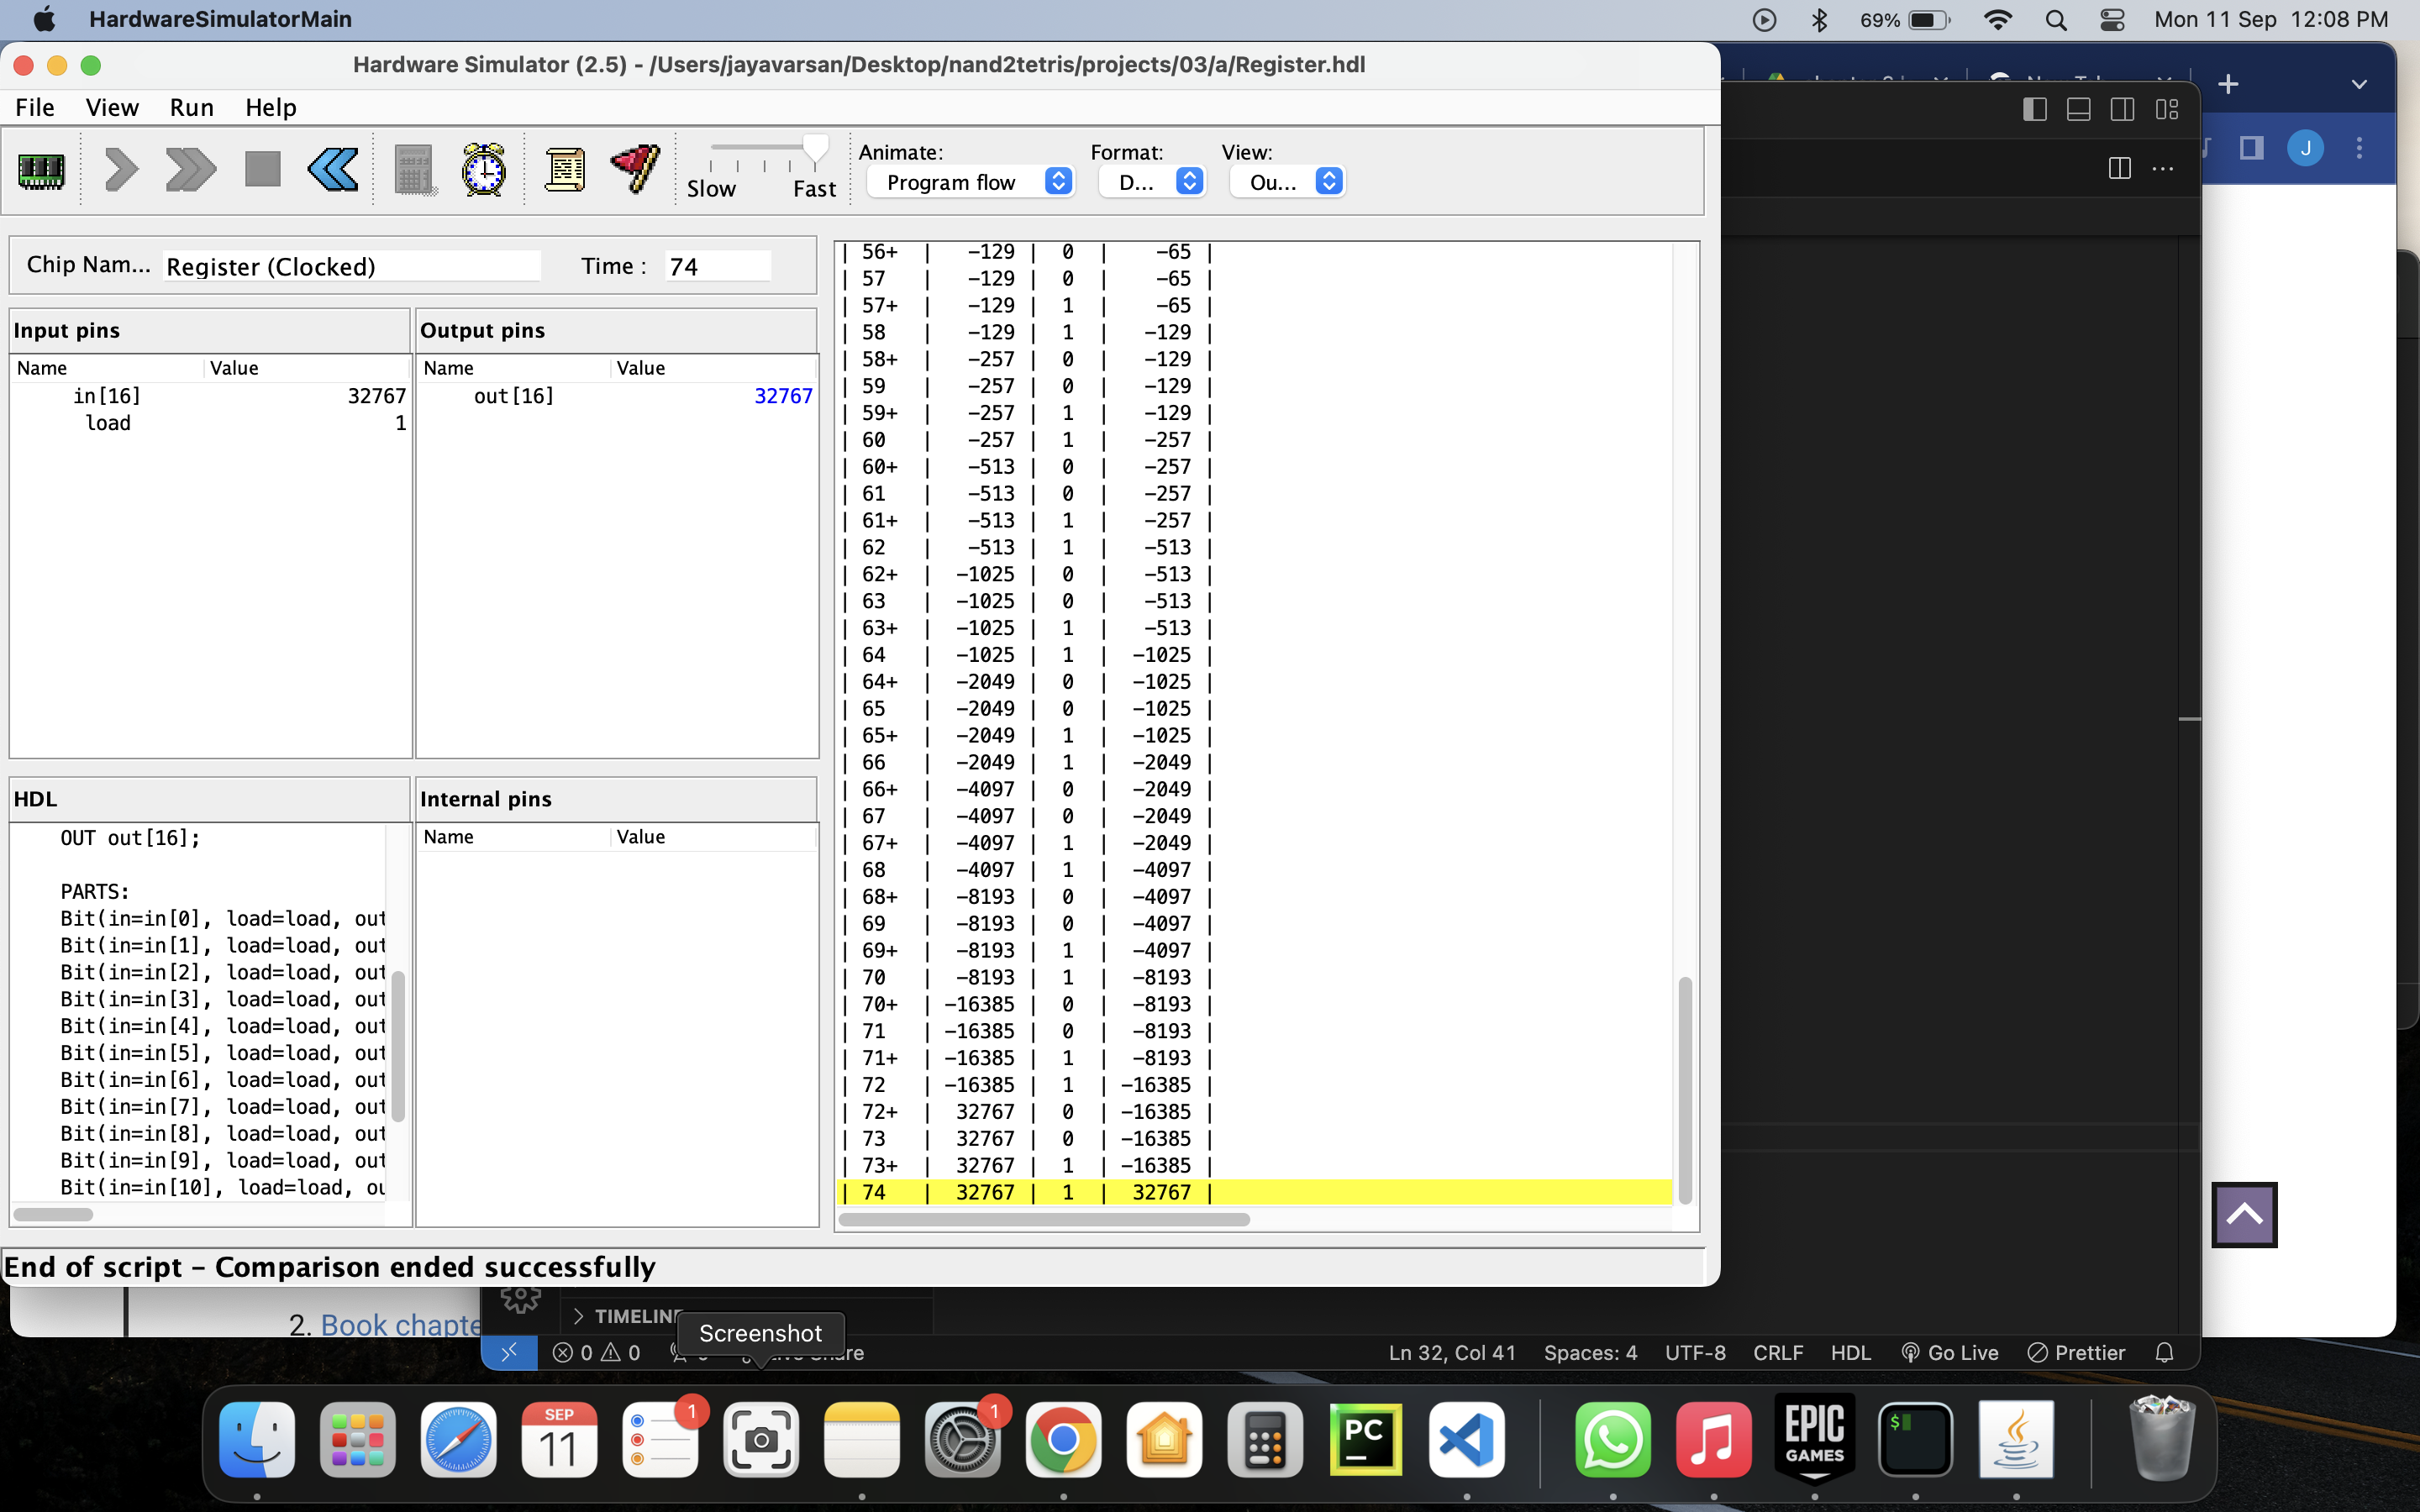 HardwareSimulatorMain
69%
Mon 11 Sep 12:08 PM
Hardware Simulator (2.5) - /Users/jayavarsan/Desktop/nand2tetris/projects/03/a/Register.hdl
File View Run Help
Slow Fast
Animate: Format: View:
Program flow D... Ou...
J
Chip Nam... Register (Clocked) Time : 74
Input pins
Name Value
in[16] 32767
load 1
Output pins
Name Value
out[16] 32767
HDL
OUT out[16];
PARTS:
Bit(in=in[0], load=load, out
Bit(in=in[1], load=load, out
Bit(in=in[2], load=load, out
Bit(in=in[3], load=load, out
Bit(in=in[4], load=load, out
Bit(in=in[5], load=load, out
Bit(in=in[6], load=load, out
Bit(in=in[7], load=load, out
Bit(in=in[8], load=load, out
Bit(in=in[9], load=load, out
Bit(in=in[10], load=load, ou
Internal pins
Name Value
| 56+ | -129 | 0 | -65 |
| 57 | -129 | 0 | -65 |
| 57+ | -129 | 1 | -65 |
| 58 | -129 | 1 | -129 |
| 58+ | -257 | 0 | -129 |
| 59 | -257 | 0 | -129 |
| 59+ | -257 | 1 | -129 |
| 60 | -257 | 1 | -257 |
| 60+ | -513 | 0 | -257 |
| 61 | -513 | 0 | -257 |
| 61+ | -513 | 1 | -257 |
| 62 | -513 | 1 | -513 |
| 62+ | -1025 | 0 | -513 |
| 63 | -1025 | 0 | -513 |
| 63+ | -1025 | 1 | -513 |
| 64 | -1025 | 1 | -1025 |
| 64+ | -2049 | 0 | -1025 |
| 65 | -2049 | 0 | -1025 |
| 65+ | -2049 | 1 | -1025 |
| 66 | -2049 | 1 | -2049 |
| 66+ | -4097 | 0 | -2049 |
| 67 | -4097 | 0 | -2049 |
| 67+ | -4097 | 1 | -2049 |
| 68 | -4097 | 1 | -4097 |
| 68+ | -8193 | 0 | -4097 |
| 69 | -8193 | 0 | -4097 |
| 69+ | -8193 | 1 | -4097 |
| 70 | -8193 | 1 | -8193 |
| 70+ | -16385 | 0 | -8193 |
| 71 | -16385 | 0 | -8193 |
| 71+ | -16385 | 1 | -8193 |
| 72 | -16385 | 1 | -16385 |
| 72+ | 32767 | 0 | -16385 |
| 73 | 32767 | 0 | -16385 |
| 73+ | 32767 | 1 | -16385 |
| 74 | 32767 | 1 | 32767 |
End of script – Comparison ended successfully
2. Book chapte
TIMELINE
Screenshot
0 0
Ln 32, Col 41 Spaces: 4 UTF-8 CRLF HDL Go Live Prettier
SEP
11
1
1
PC
EPIC
GAMES
$